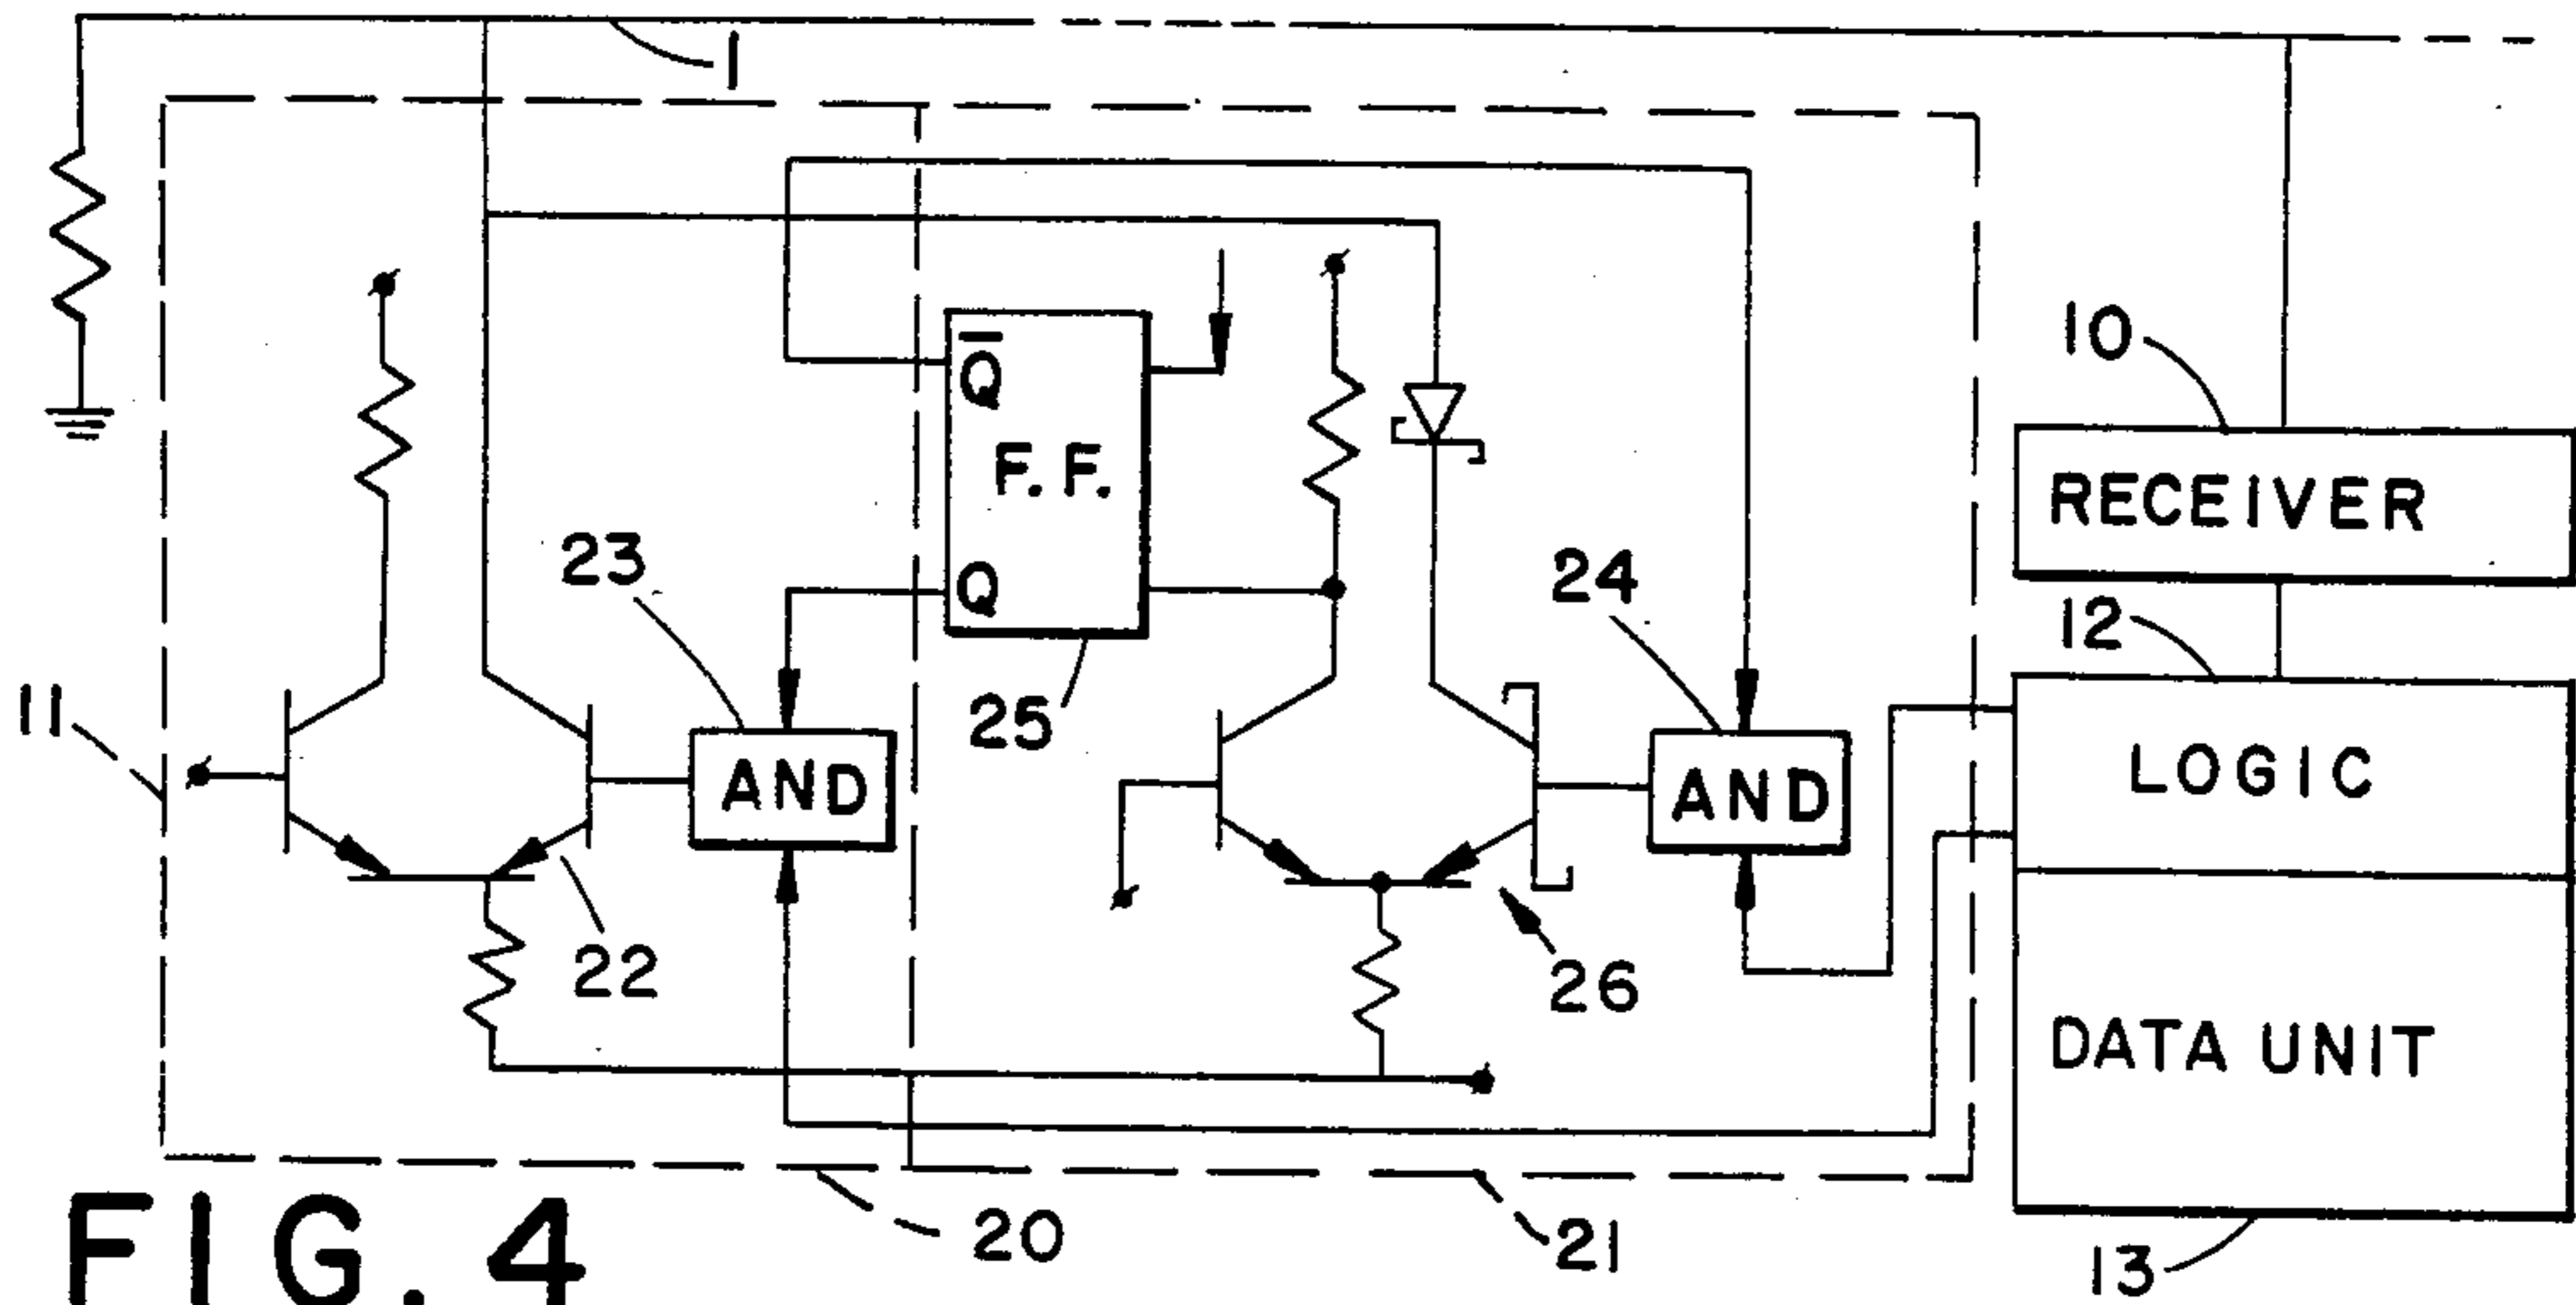 1
10
Q̅
F. F.
RECEIVER
23
24
Q
12
11
25
AND
AND
LOGIC
22
26
DATA UNIT
20
21
13
FIG. 4